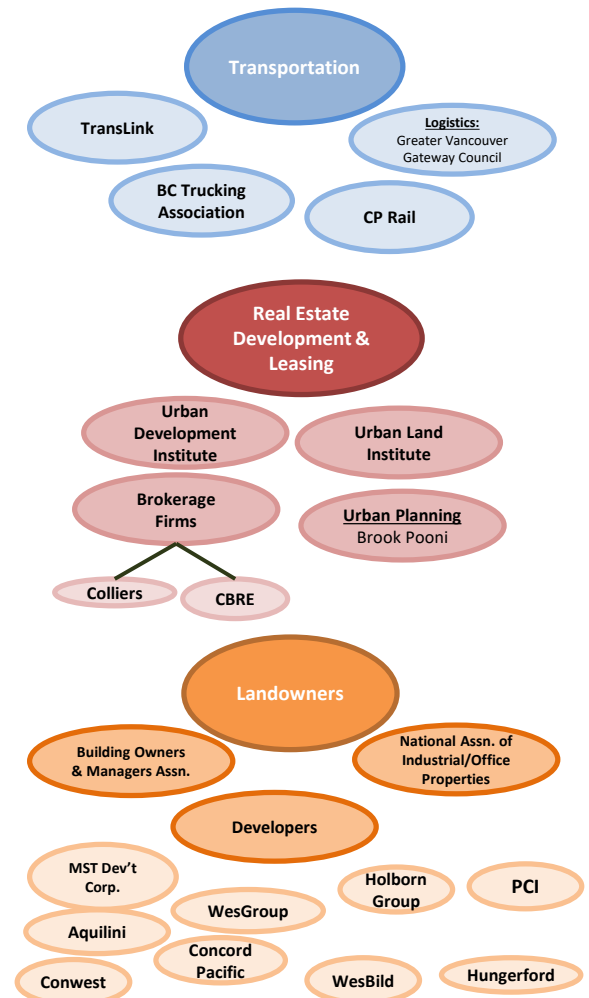 Transportation
TransLink
Logistics:
Greater Vancouver
Gateway Council
BC Trucking
Association
CP Rail
Real Estate
Development &
Leasing
Urban
Development
Institute
Urban Land
Institute
Brokerage
Firms
Urban Planning
Brook Pooni
Colliers
CBRE
Landowners
Building Owners
& Managers Assn.
National Assn. of
Industrial/Office
Properties
Developers
MST Dev't
Corp.
Holborn
Group
PCI
WesGroup
Aquilini
Concord
Pacific
Conwest
WesBild
Hungerford